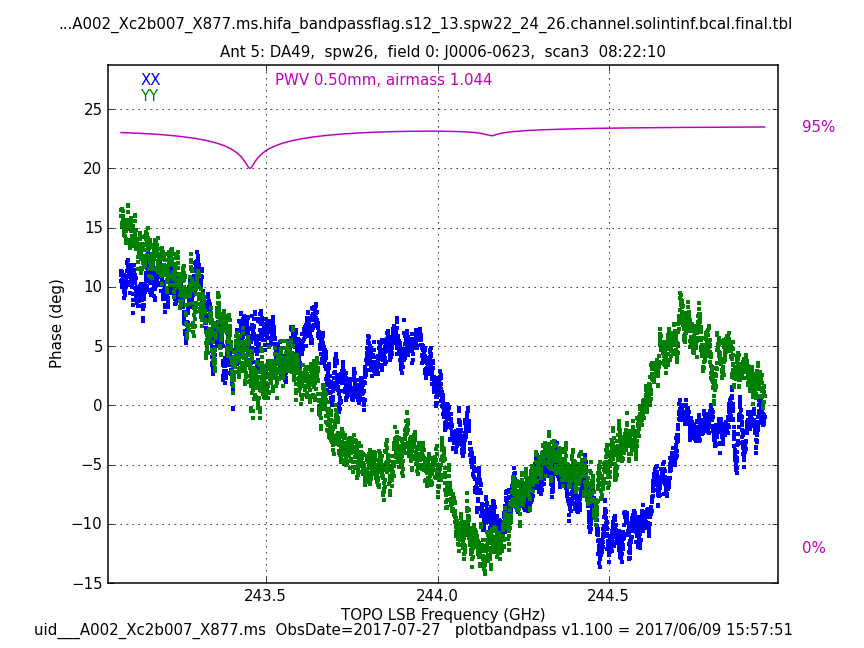 ...A002_Xc2b007_X877.ms.hifa_bandpassflag.s12_13.spw22_24_26.channel.solintinf.bcal.final.tbl
Ant 5: DA49, spw26, field 0: J0006-0623, scan3 08:22:10
XX
YY
PWV 0.50mm, airmass 1.044
95%
0%
25
20
15
10
5
0
−5
−10
−15
Phase (deg)
243.5
244.0
244.5
TOPO LSB Frequency (GHz)
uid___A002_Xc2b007_X877.ms ObsDate=2017-07-27 plotbandpass v1.100 = 2017/06/09 15:57:51